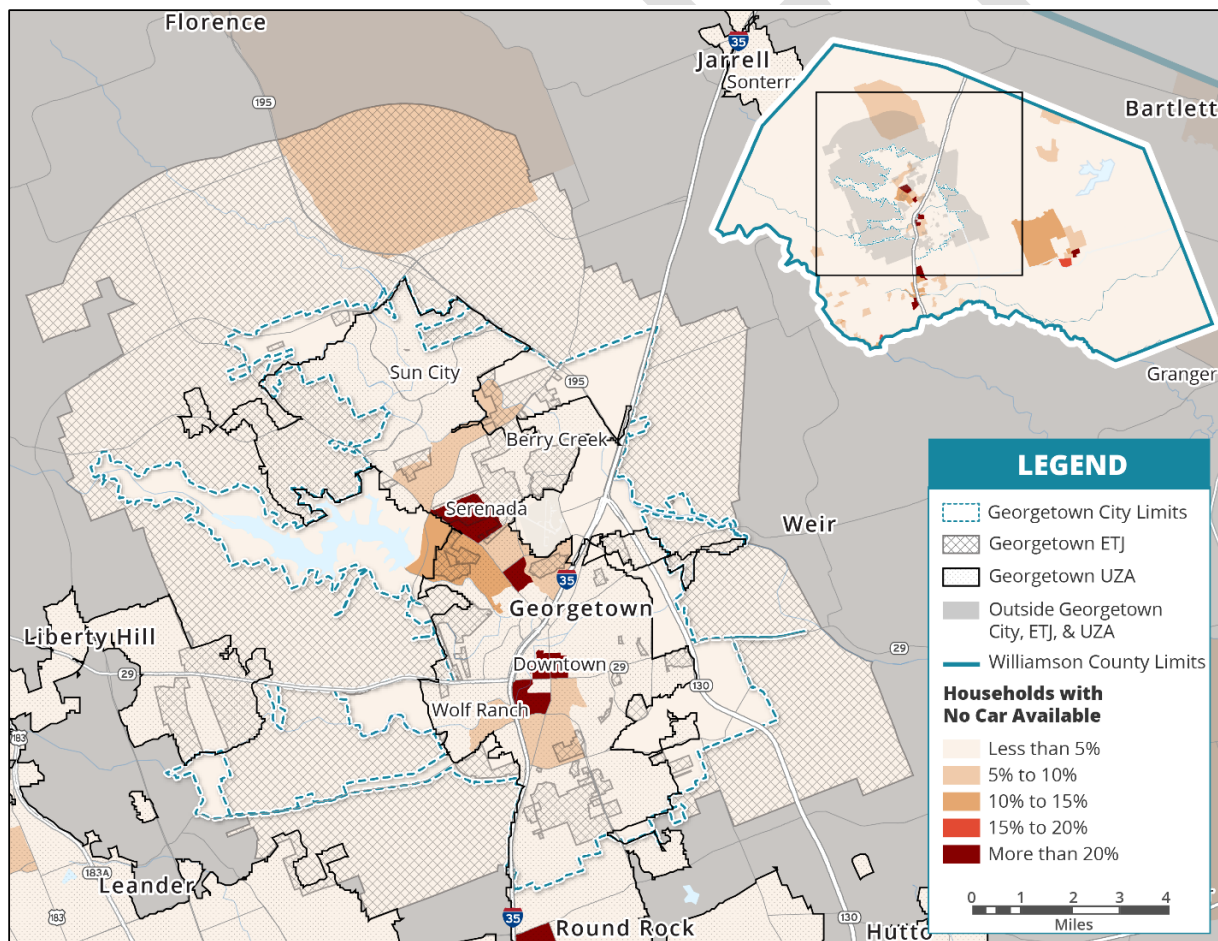 Florence
35
Jarrell
Sonterr
195
Bartlett
Granger
Sun City
195
Berry Creek
Serenada
Weir
35
Georgetown
Liberty Hill
29
Downtown
29
29
130
Wolf Ranch
183
183A
Leander
183
35
Round Rock
130
Hutto
LEGEND
Georgetown City Limits
Georgetown ETJ
Georgetown UZA
Outside Georgetown
City, ETJ, & UZA
Williamson County Limits
Households with
No Car Available
Less than 5%
5% to 10%
10% to 15%
15% to 20%
More than 20%
0 1 2 3 4
Miles